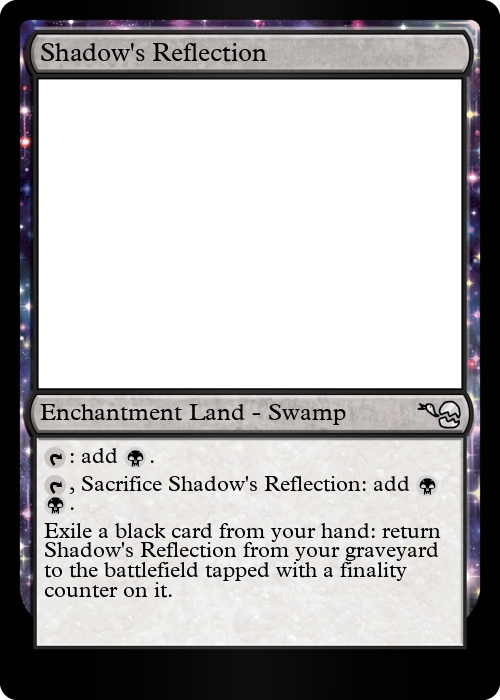 Shadow's Reflection
Enchantment Land - Swamp
: add .
, Sacrifice Shadow's Reflection: add
.
Exile a black card from your hand: return
Shadow's Reflection from your graveyard
to the battlefield tapped with a finality
counter on it.